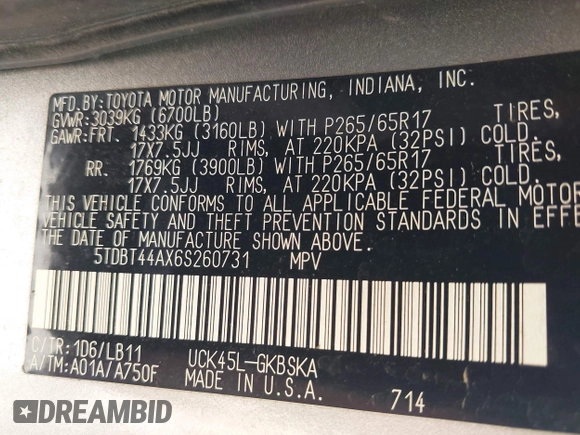 MFD.BY:TOYOTA MOTOR MANUFACTURING, INDIANA, INC.
GVWR:3039KG (6700LB)
GAWR:FRT. 1433KG (3160LB) WITH P265/65R17 TIRES,
17X7.5JJ RIMS, AT 220KPA (32PSI) COLD.
RR. 1769KG (3900LB) WITH P265/65R17 TIRES,
17X7.5JJ RIMS, AT 220KPA (32PSI) COLD.
THIS VEHICLE CONFORMS TO ALL APPLICABLE FEDERAL MOTOR
VEHICLE SAFETY AND THEFT PREVENTION STANDARDS IN EFFE
THE DATE OF MANUFACTURE SHOWN ABOVE.
5TDBT44AX6S260731 MPV
C/TR:1D6/LB11 UCK45L-GKBSKA
A/TM:A01A/A750F MADE IN U.S.A. 714
DREAMBID